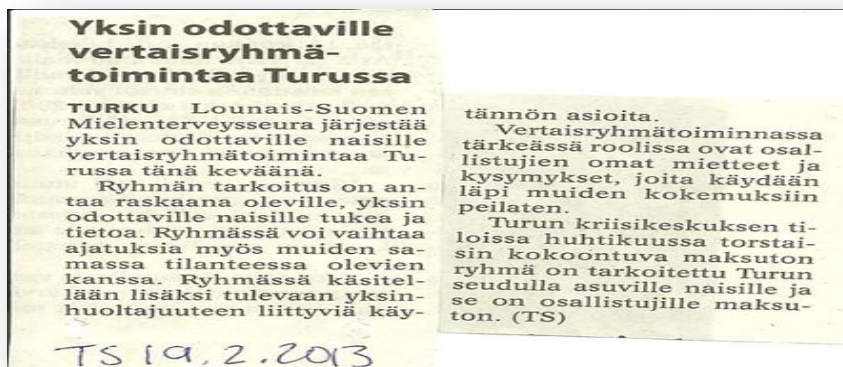 Yksin odottaville
vertaisryhmä-
toimintaa Turussa
TURKU Lounais-Suomen
Mielenterveysseura järjestää
yksin odottaville naisille
vertaisryhmätoimintaa Tu-
russa tänä keväänä.
Ryhmän tarkoitus on an-
taa raskaana oleville, yksin
odottaville naisille tukea ja
tietoa. Ryhmässä voi vaihtaa
ajatuksia myös muiden sa-
massa tilanteessa olevien
kanssa. Ryhmässä käsitel-
lään lisäksi tulevaan yksin-
huoltajuuteen liittyviä käy-
tännön asioita.
Vertaisryhmätoiminnassa
tärkeässä roolissa ovat osal-
listujien omat mietteet ja
kysymykset, joita käydään
läpi muiden kokemuksiin
peilaten.
Turun kriisikeskuksen ti-
loissa huhtikuussa torstai-
sin kokoontuva maksuton
ryhmä on tarkoitettu Turun
seudulla asuville naisille ja
se on osallistujille maksu-
ton. (TS)
TS 19.2.2013